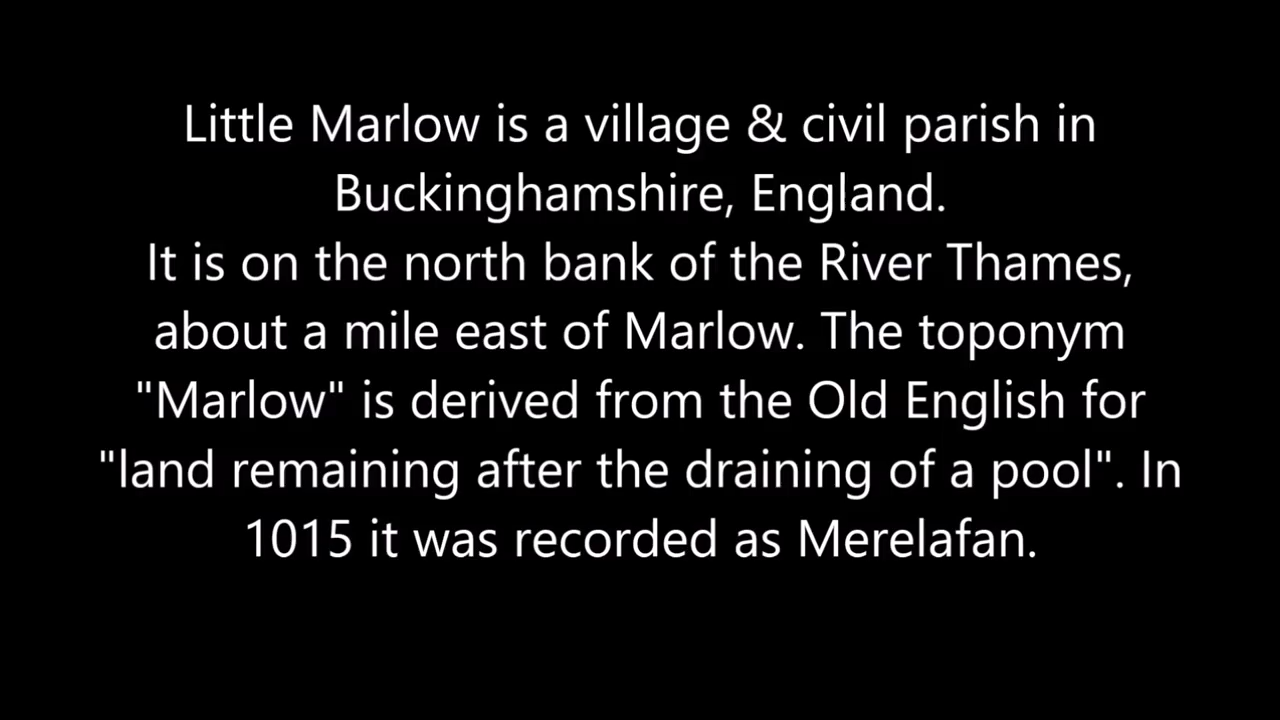 Little Marlow is a village & civil parish in
Buckinghamshire, England.
It is on the north bank of the River Thames,
about a mile east of Marlow. The toponym
"Marlow" is derived from the Old English for
"land remaining after the draining of a pool". In
1015 it was recorded as Merelafan.